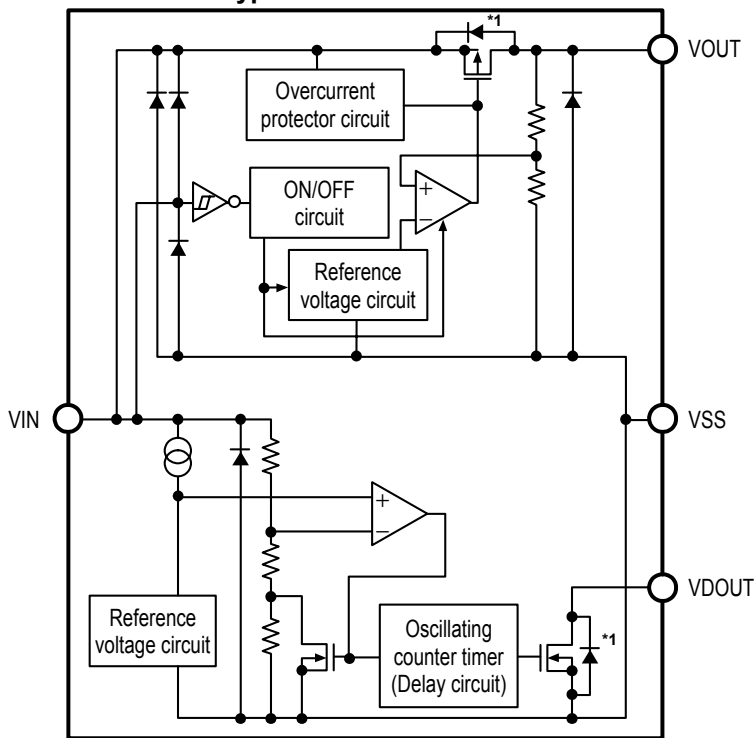 *1
VOUT
Overcurrent
protector circuit
ON/OFF
circuit
+
−
Reference
voltage circuit
VIN
VSS
+
−
VDOUT
Reference
voltage circuit
Oscillating
counter timer
(Delay circuit)
*1